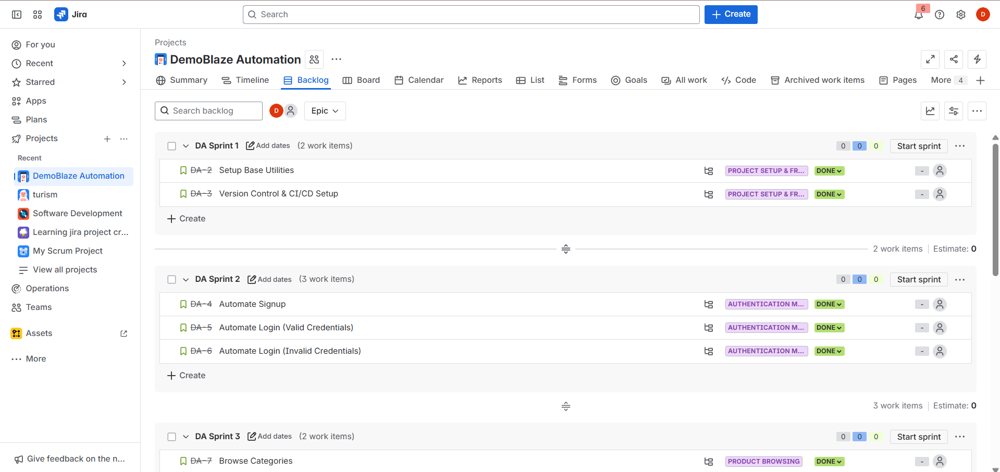 Jira
Search
Create
6
D
For you
Recent
Starred
Apps
Plans
Projects
Recent
DemoBlaze Automation
turism
Software Development
Learning jira project cr...
My Scrum Project
View all projects
Operations
Teams
Assets
More
Give feedback on the n...
Projects
DemoBlaze Automation
Summary Timeline Backlog Board Calendar Reports List Forms Goals All work Code Archived work items Pages More 4
Search backlog D Epic
DA Sprint 1 Add dates (2 work items) 0 0 0 Start sprint
DA-2 Setup Base Utilities PROJECT SETUP & FR... DONE -
DA-3 Version Control & CI/CD Setup PROJECT SETUP & FR... DONE -
Create
2 work items Estimate: 0
DA Sprint 2 Add dates (3 work items) 0 0 0 Start sprint
DA-4 Automate Signup AUTHENTICATION M... DONE -
DA-5 Automate Login (Valid Credentials) AUTHENTICATION M... DONE -
DA-6 Automate Login (Invalid Credentials) AUTHENTICATION M... DONE -
Create
3 work items Estimate: 0
DA Sprint 3 Add dates (2 work items) 0 0 0 Start sprint
DA-7 Browse Categories PRODUCT BROWSING DONE -